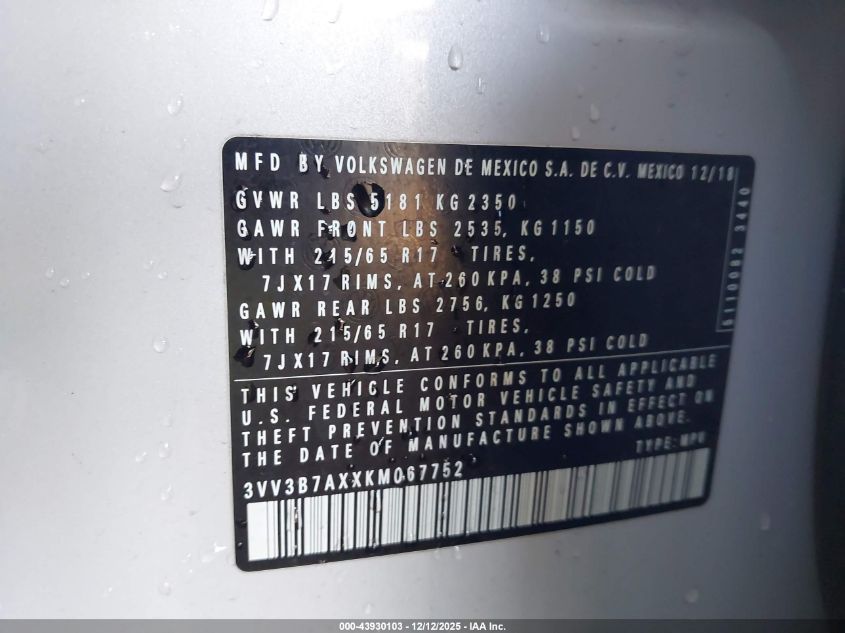 MFD BY VOLKSWAGEN DE MEXICO S.A. DE C.V. MEXICO 12/18
GVWR LBS 5181 KG 2350
GAWR FRONT LBS 2535, KG 1150
WITH 215/65 R17 TIRES,
7JX17 RIMS, AT 260 KPA, 38 PSI COLD
GAWR REAR LBS 2756, KG 1250
WITH 215/65 R17 TIRES,
7JX17 RIMS, AT 260 KPA, 38 PSI COLD
THIS VEHICLE CONFORMS TO ALL APPLICABLE
U.S. FEDERAL MOTOR VEHICLE SAFETY AND
THEFT PREVENTION STANDARDS IN EFFECT ON
THE DATE OF MANUFACTURE SHOWN ABOVE.
TYPE: MPV
3VV3B7AXXKM067752
6110082 3440
000-43930103 - 12/12/2025 - IAA Inc.